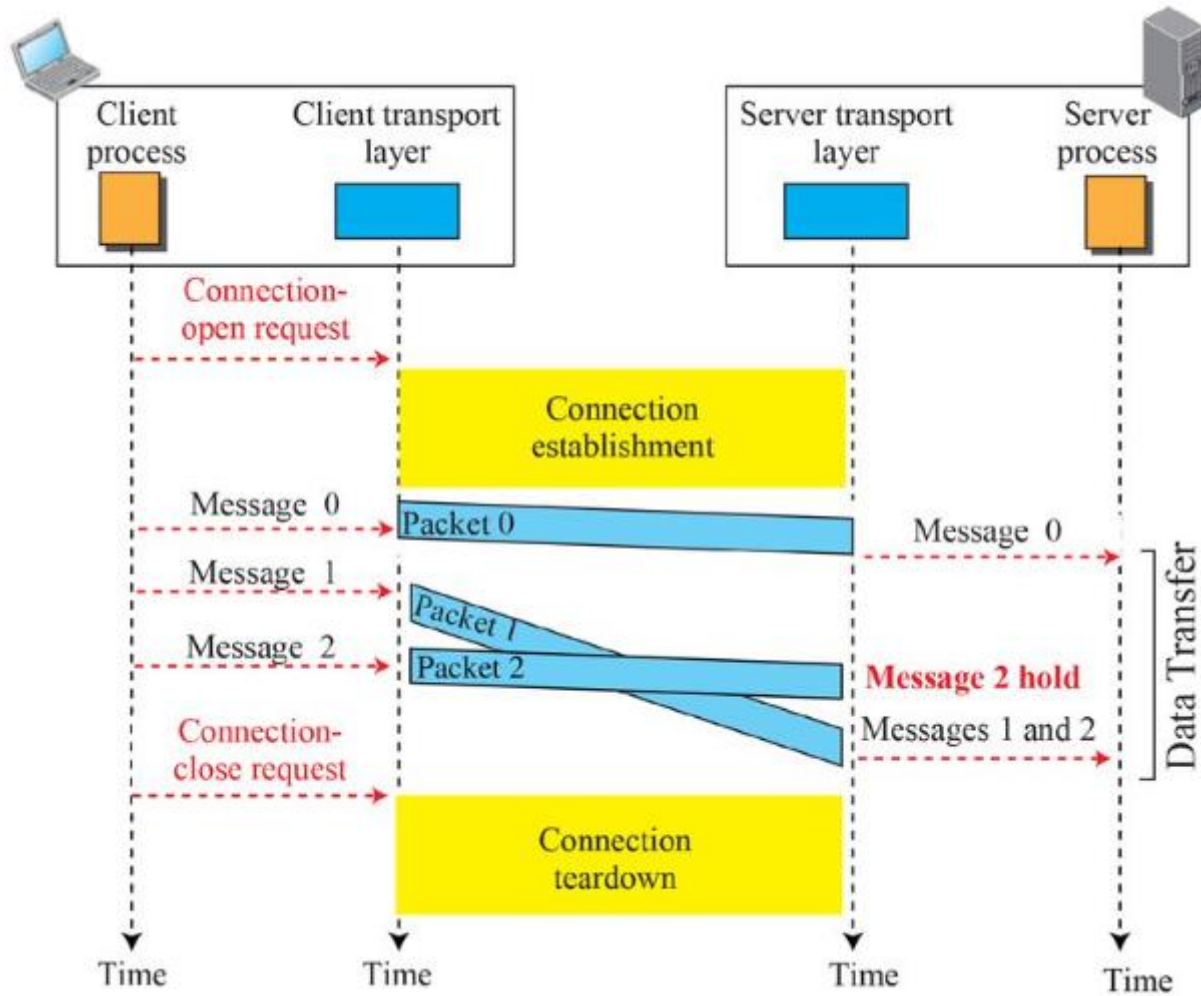 Client process
Client transport layer
Server transport layer
Server process
Connection-
open request
Connection
establishment
Message 0
Packet 0
Message 0
Message 1
Packet 1
Message 2
Packet 2
Message 2 hold
Messages 1 and 2
Data Transfer
Connection-
close request
Connection
teardown
Time
Time
Time
Time